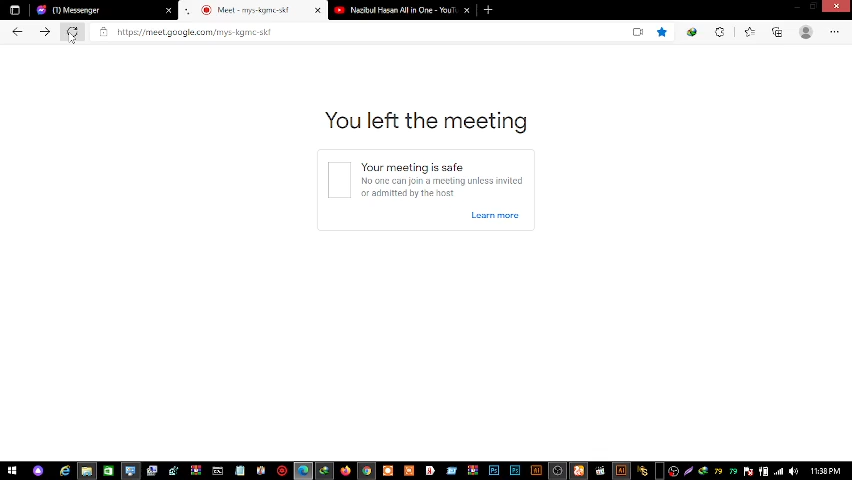 (1) Messenger
Meet - mys-kgmc-skf
Nazibul Hasan All in One - YouTu
https://meet.google.com/mys-kgmc-skf
You left the meeting
Your meeting is safe
No one can join a meeting unless invited
or admitted by the host
Learn more
79
79
11:38 PM